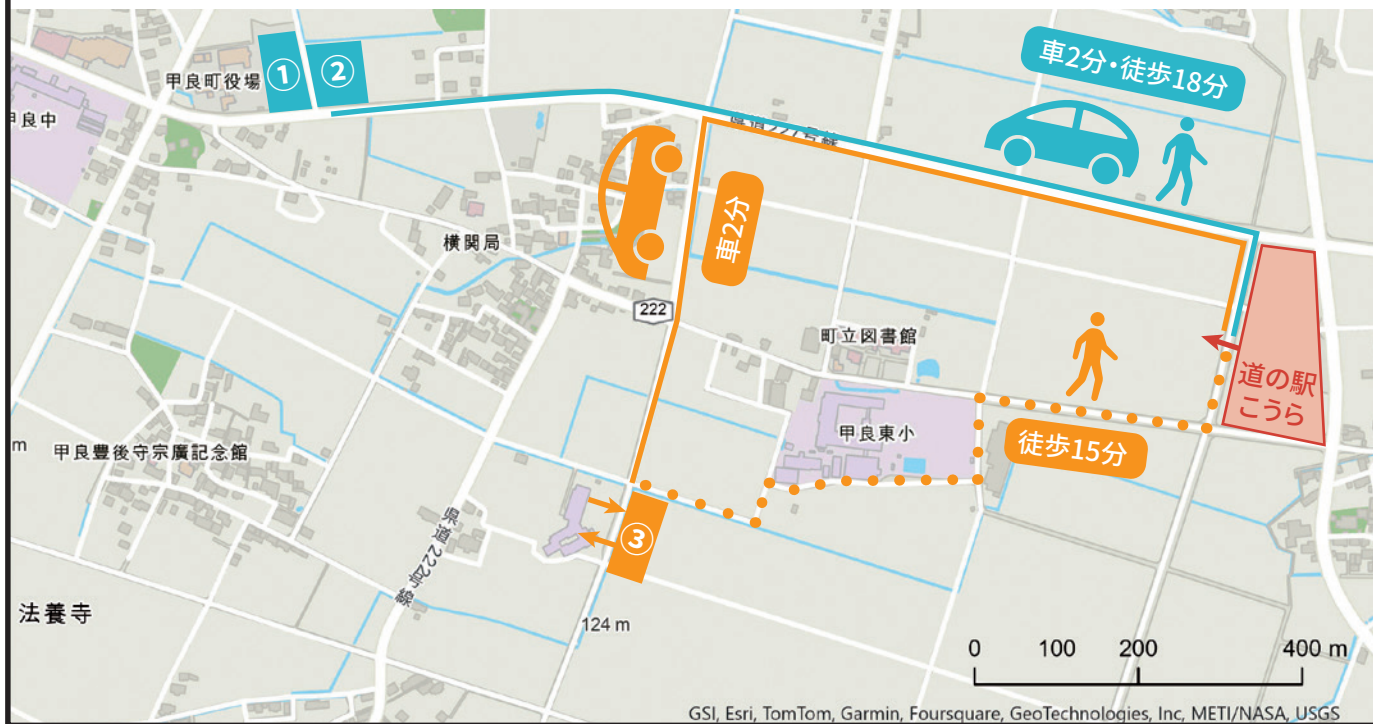 車2分・徒歩18分
①
②
甲良町役場
甲良中
横関局
車2分
222
町立図書館
道の駅
こうら
甲良東小
徒歩15分
甲良豊後守宗廣記念館
m
③
県道222号線
法養寺
124 m
0 100 200 400 m
GSI, Esri, TomTom, Garmin, Foursquare, GeoTechnologies, Inc, METI/NASA, USGS